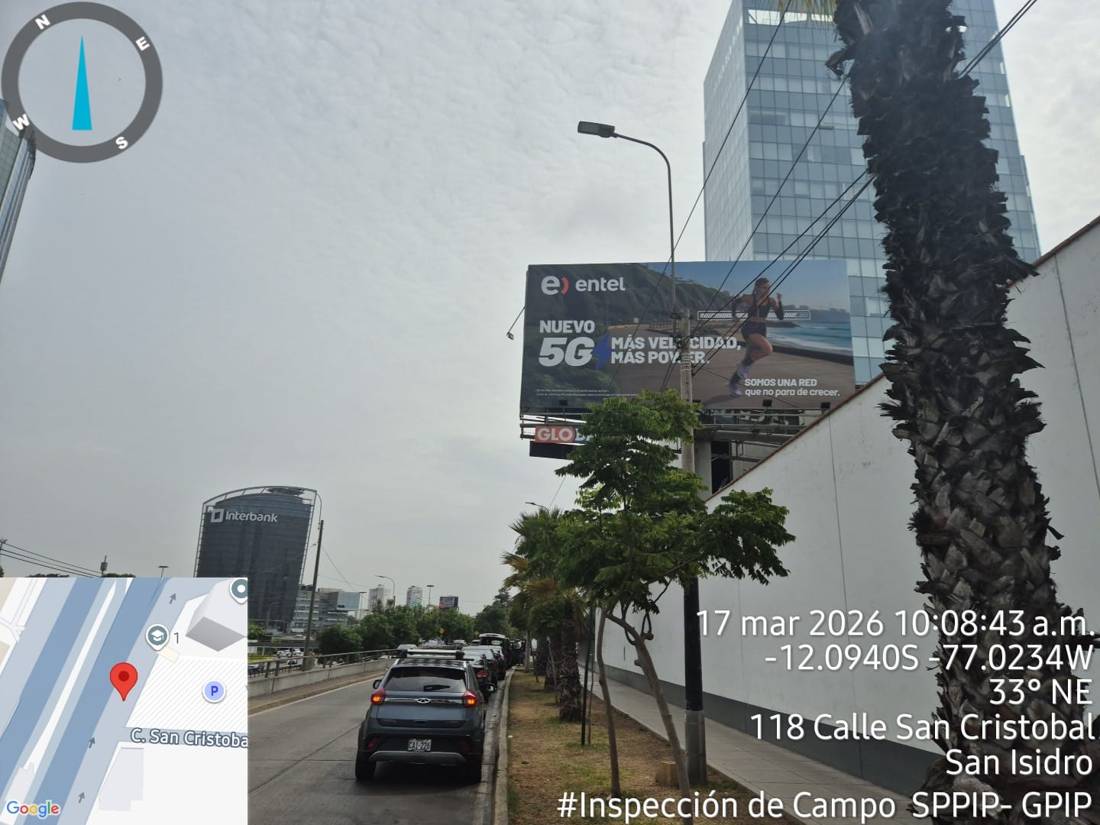 N
E
W
S
e) entel
NUEVO
5G
MÁS VELOCIDAD,
MÁS POWER.
SOMOS UNA RED
que no para de crecer.
GLO
Interbank
1
P
C. San Cristoba
Google
17 mar 2026 10:08:43 a.m.
-12.0940S -77.0234W
33° NE
118 Calle San Cristobal
San Isidro
#Inspección de Campo SPPIP- GPIP